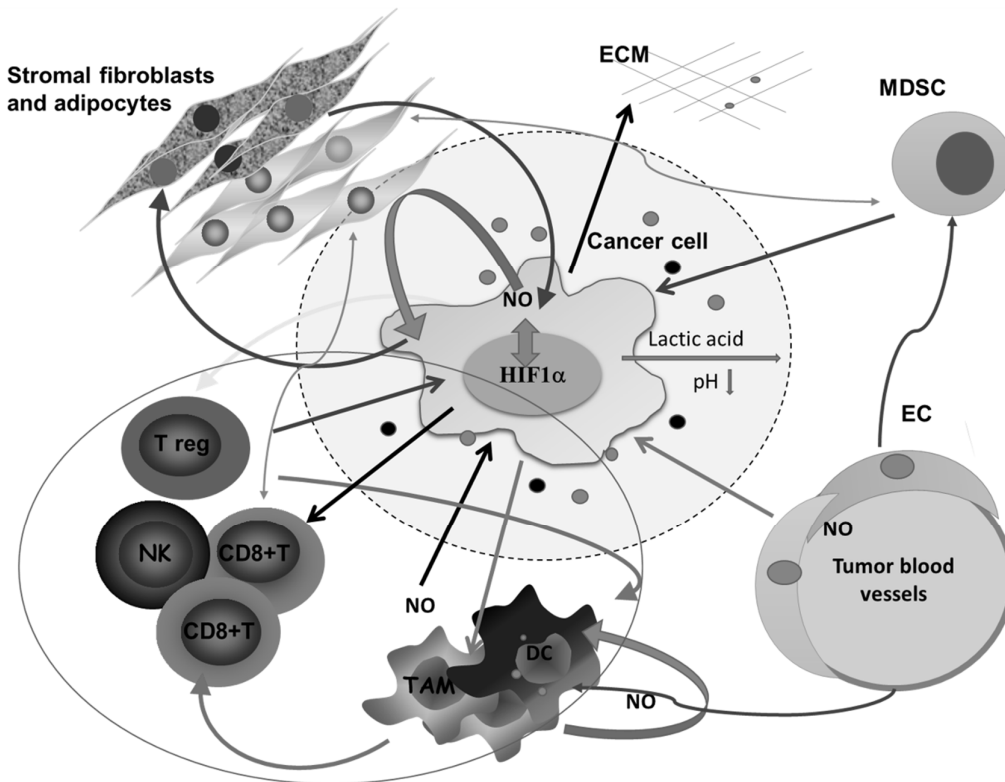 ECM
Stromal fibroblasts
and adipocytes
MDSC
Cancer cell
NO
Lactic acid
HIF1α
pH
EC
T reg
NO
NK
CD8+T
Tumor blood
vessels
NO
CD8+T
DC
TAM
NO